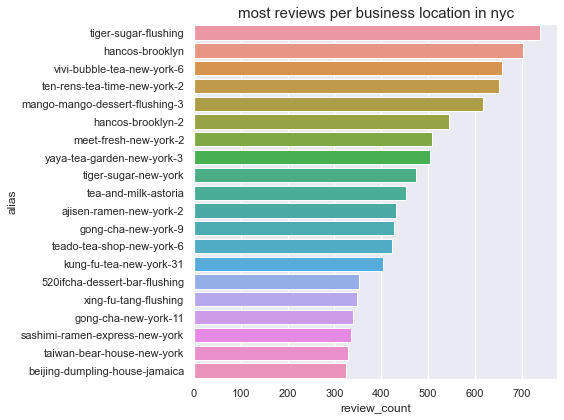 most reviews per business location in nyc
tiger-sugar-flushing
hancos-brooklyn
vivi-bubble-tea-new-york-6
ten-rens-tea-time-new-york-2
mango-mango-dessert-flushing-3
hancos-brooklyn-2
meet-fresh-new-york-2
yaya-tea-garden-new-york-3
tiger-sugar-new-york
tea-and-milk-astoria
ajisen-ramen-new-york-2
gong-cha-new-york-9
teado-tea-shop-new-york-6
kung-fu-tea-new-york-31
520ifcha-dessert-bar-flushing
xing-fu-tang-flushing
gong-cha-new-york-11
sashimi-ramen-express-new-york
taiwan-bear-house-new-york
beijing-dumpling-house-jamaica
alias
0 100 200 300 400 500 600 700
review_count